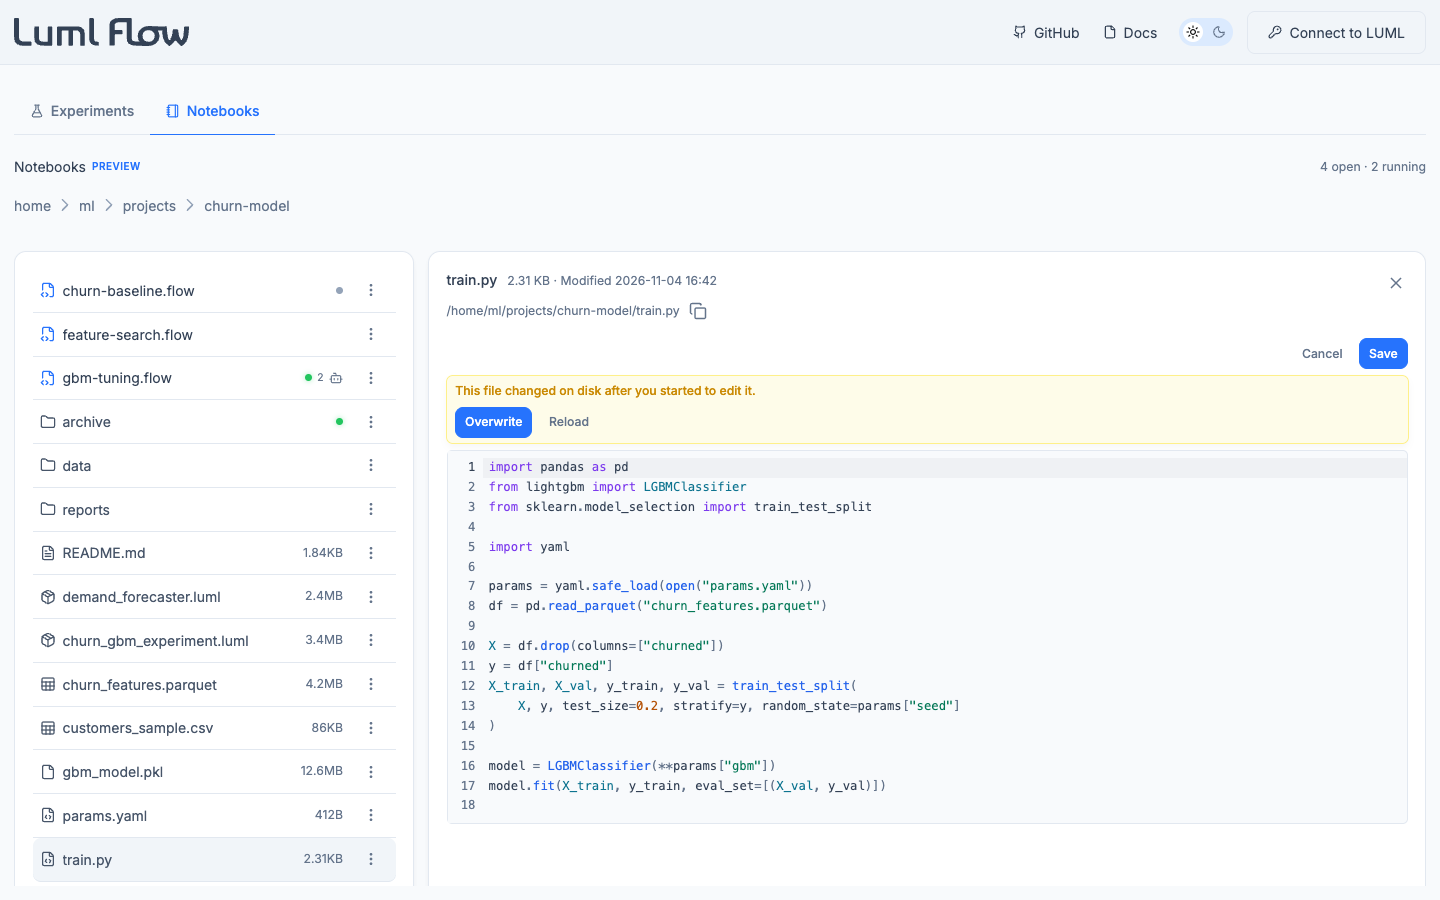 Luml Flow
GitHub
Docs
Connect to LUML
Experiments
Notebooks
Notebooks PREVIEW
4 open · 2 running
home > ml > projects > churn-model
churn-baseline.flow
feature-search.flow
gbm-tuning.flow 2
archive
data
reports
README.md 1.84KB
demand_forecaster.luml 2.4MB
churn_gbm_experiment.luml 3.4MB
churn_features.parquet 4.2MB
customers_sample.csv 86KB
gbm_model.pkl 12.6MB
params.yaml 412B
train.py 2.31KB
train.py 2.31 KB · Modified 2026-11-04 16:42
/home/ml/projects/churn-model/train.py
Cancel Save
This file changed on disk after you started to edit it.
Overwrite Reload
1 import pandas as pd
2 from lightgbm import LGBMClassifier
3 from sklearn.model_selection import train_test_split
4
5 import yaml
6
7 params = yaml.safe_load(open("params.yaml"))
8 df = pd.read_parquet("churn_features.parquet")
9
10 X = df.drop(columns=["churned"])
11 y = df["churned"]
12 X_train, X_val, y_train, y_val = train_test_split(
13     X, y, test_size=0.2, stratify=y, random_state=params["seed"]
14 )
15
16 model = LGBMClassifier(**params["gbm"])
17 model.fit(X_train, y_train, eval_set=[(X_val, y_val)])
18